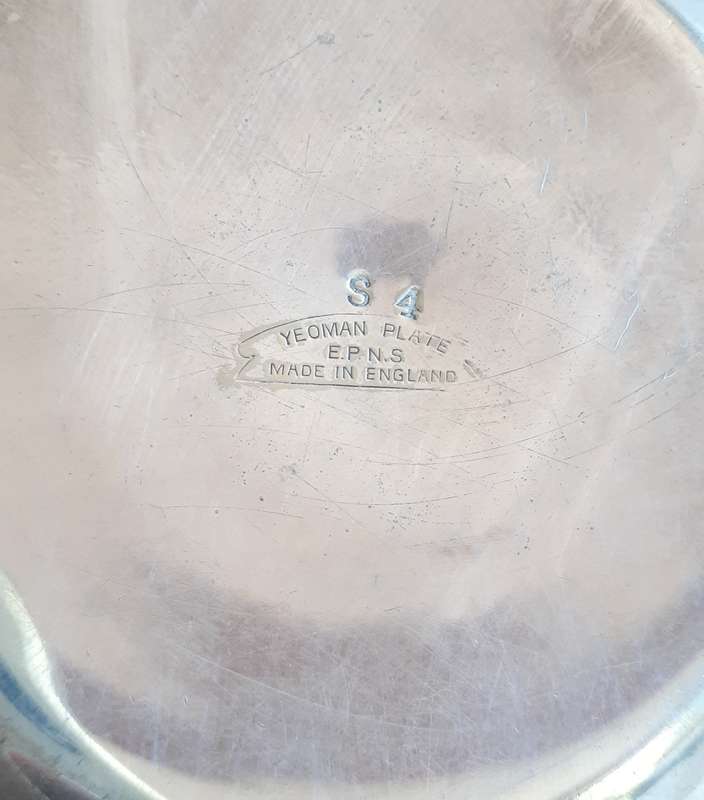 S 4
YEOMAN PLATE
E.P.N.S
MADE IN ENGLAND